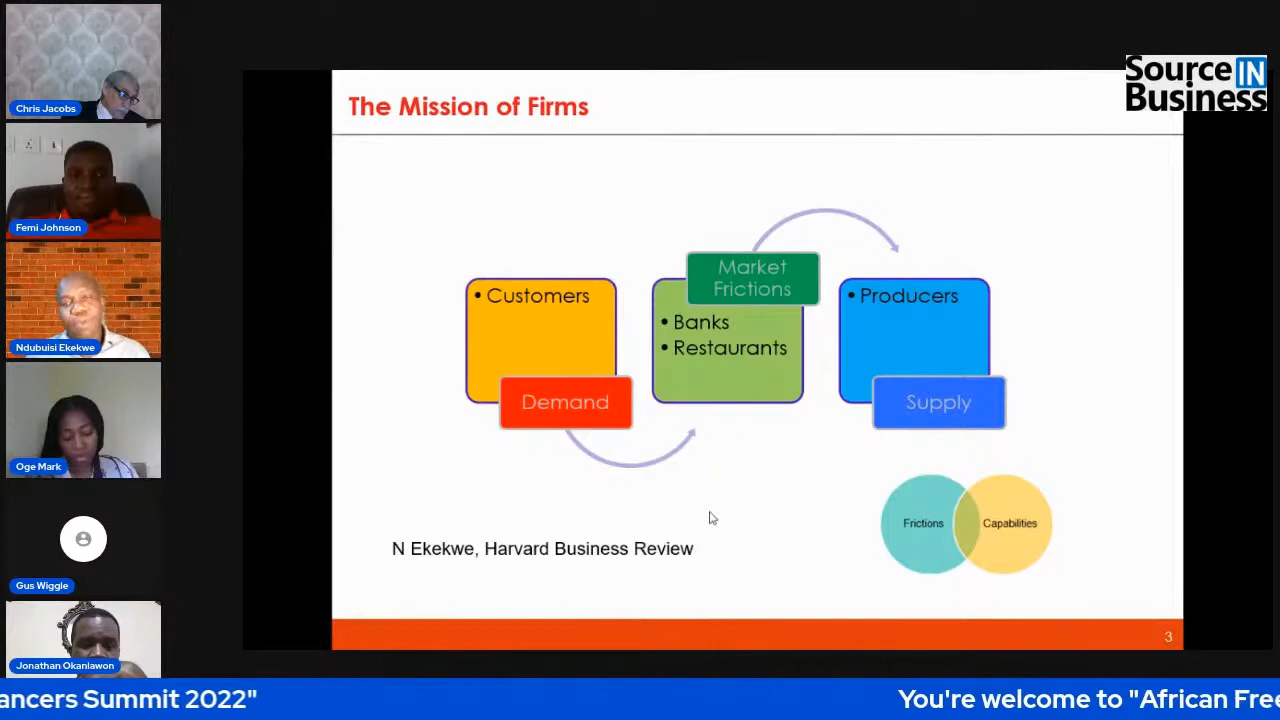 Chris Jacobs
Femi Johnson
Ndubuisi Ekekwe
Oge Mark
Gus Wiggle
Jonathan Okanlawon
Source IN
Business
The Mission of Firms
• Customers
Demand
Market
Frictions
• Banks
• Restaurants
• Producers
Supply
Frictions
Capabilities
N Ekekwe, Harvard Business Review
3
ancers Summit 2022"
You're welcome to "African Free